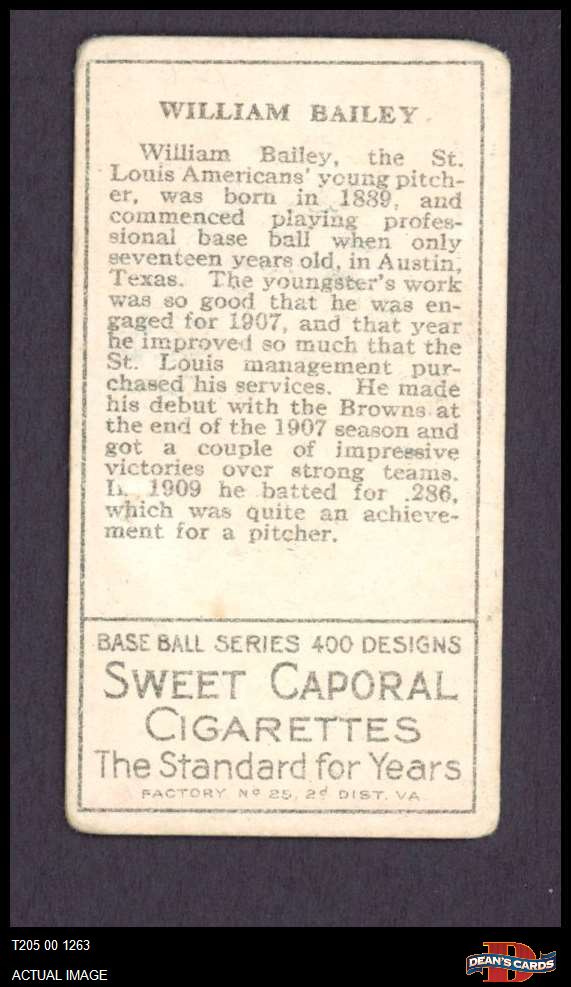 WILLIAM BAILEY
William Bailey, the St.
Louis Americans' young pitch-
er, was born in 1889, and
commenced playing profes-
sional base ball when only
seventeen years old, in Austin,
Texas. The youngster's work
was so good that he was en-
gaged for 1907, and that year
he improved so much that the
St. Louis management pur-
chased his services. He made
his debut with the Browns at
the end of the 1907 season and
got a couple of impressive
victories over strong teams.
In 1909 he batted for .286,
which was quite an achieve-
ment for a pitcher.
BASE BALL SERIES 400 DESIGNS
SWEET CAPORAL
CIGARETTES
The Standard for Years
FACTORY Nº 25, 2d DIST. VA
T205 00 1263
ACTUAL IMAGE
D
DEAN'S CARDS